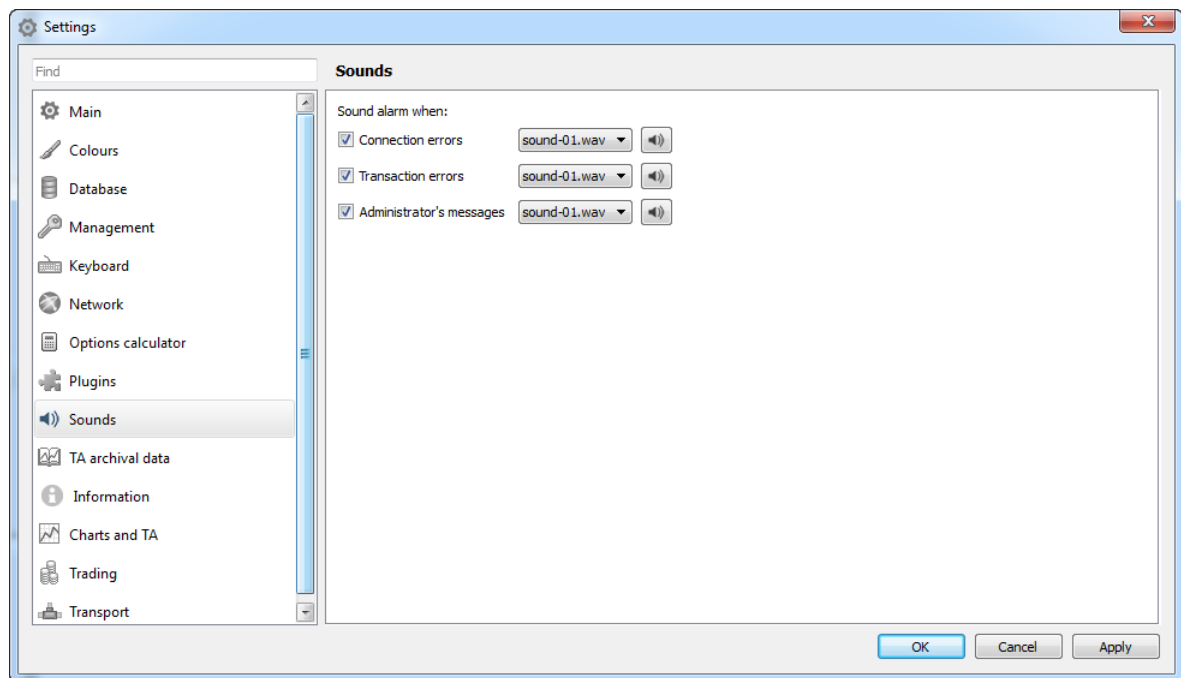 Settings
Find
Sounds
Main
Colours
Database
Management
Keyboard
Network
Options calculator
Plugins
Sounds
TA archival data
Information
Charts and TA
Trading
Transport
Sound alarm when:
Connection errors sound-01.wav
Transaction errors sound-01.wav
Administrator's messages sound-01.wav
OK Cancel Apply